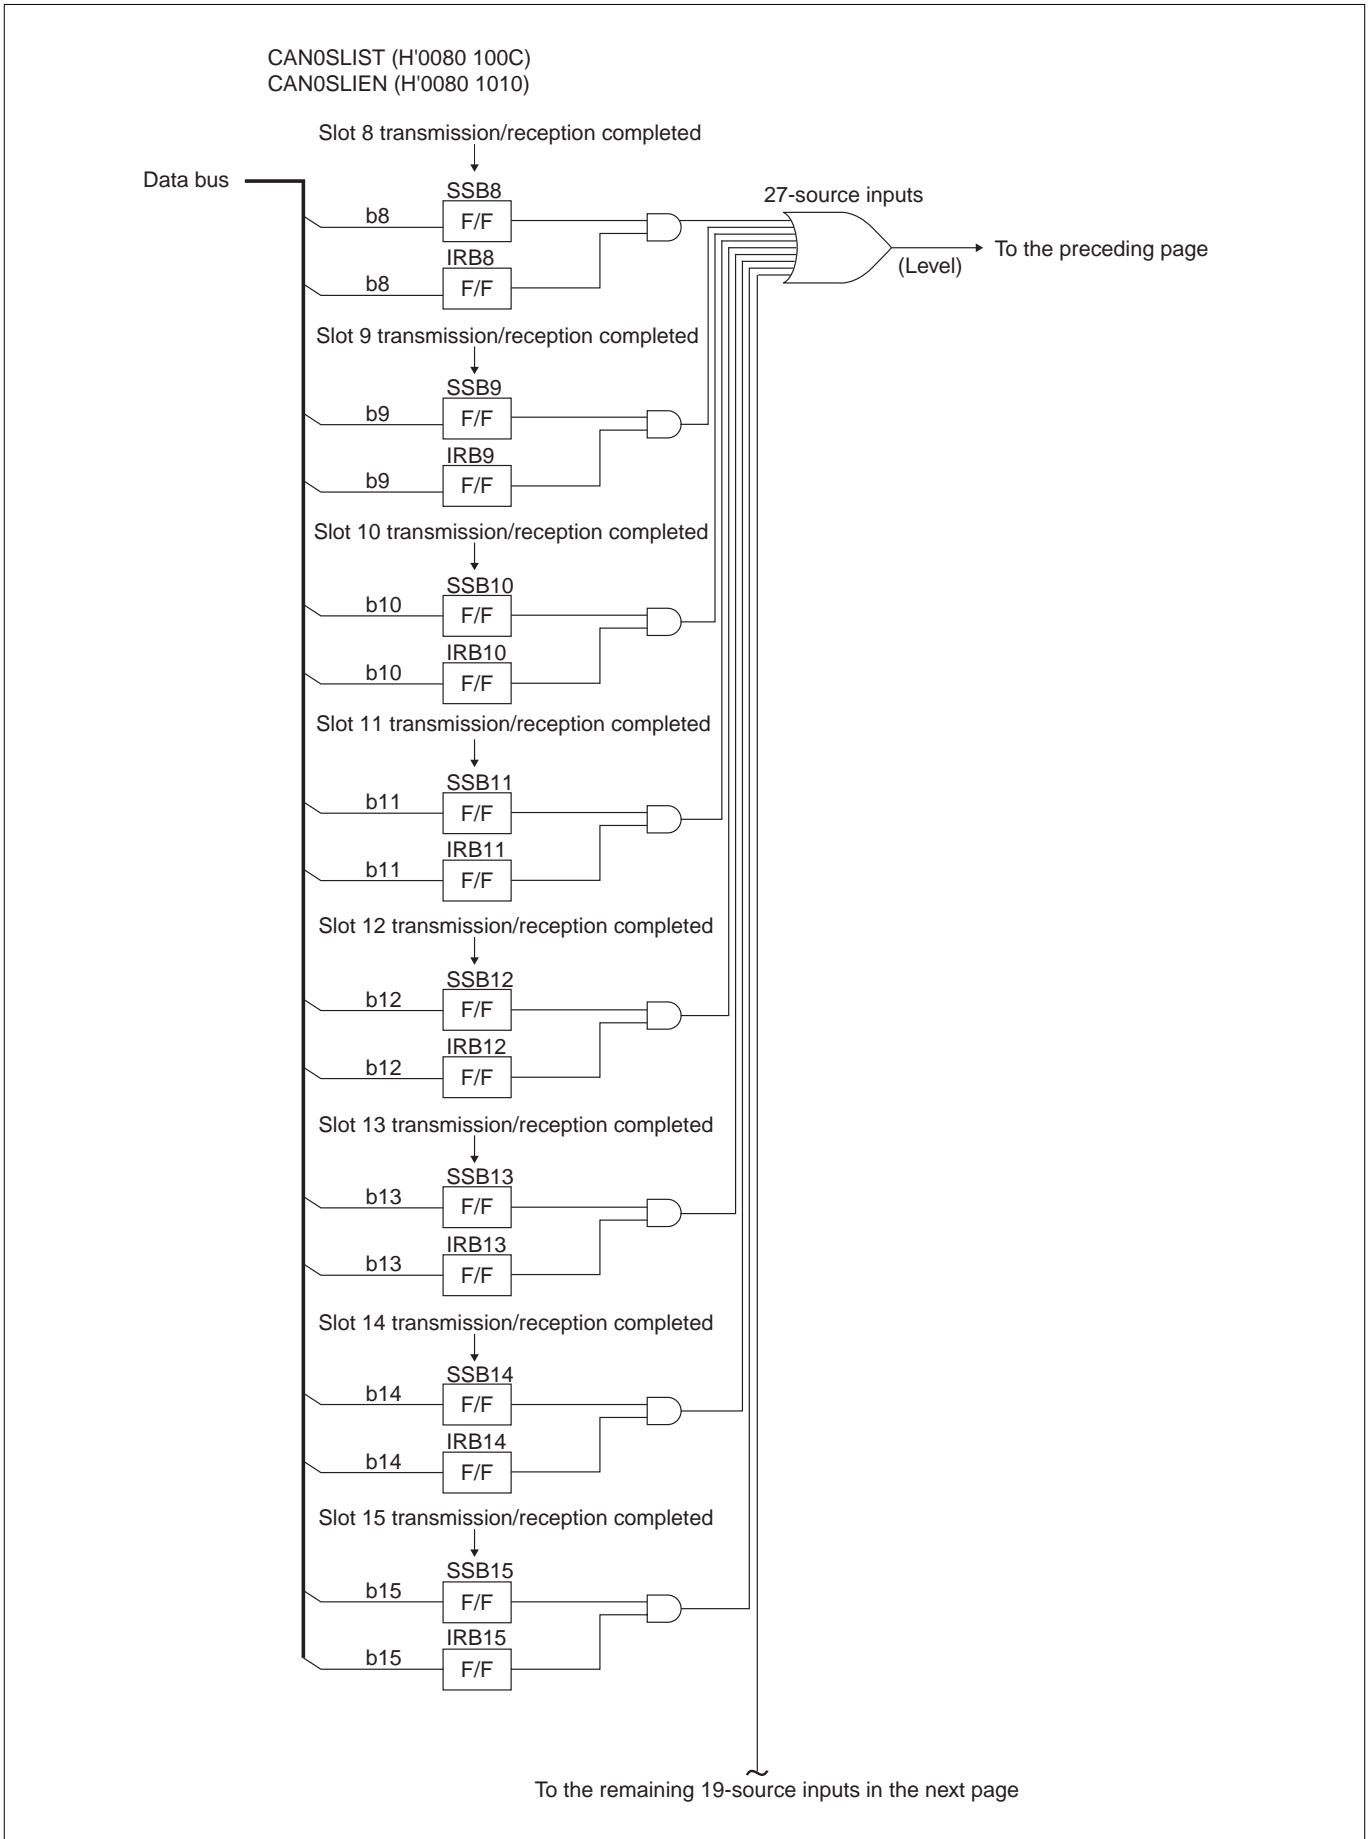 CAN0SLIST (H'0080 100C)
CAN0SLIEN (H'0080 1010)
Slot 8 transmission/reception completed
Data bus
SSB8
27-source inputs
b8
F/F
To the preceding page
(Level)
IRB8
b8
F/F
Slot 9 transmission/reception completed
SSB9
b9
F/F
IRB9
b9
F/F
Slot 10 transmission/reception completed
SSB10
b10
F/F
IRB10
b10
F/F
Slot 11 transmission/reception completed
SSB11
b11
F/F
IRB11
b11
F/F
Slot 12 transmission/reception completed
SSB12
b12
F/F
IRB12
b12
F/F
Slot 13 transmission/reception completed
SSB13
b13
F/F
IRB13
b13
F/F
Slot 14 transmission/reception completed
SSB14
b14
F/F
IRB14
b14
F/F
Slot 15 transmission/reception completed
SSB15
b15
F/F
IRB15
b15
F/F
To the remaining 19-source inputs in the next page